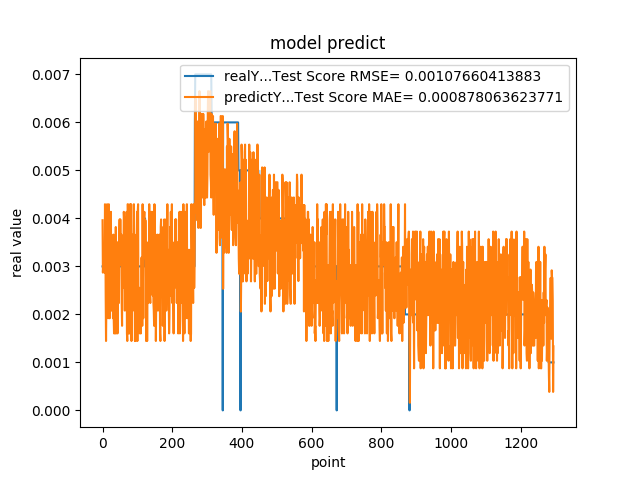 model predict
realY...Test Score RMSE= 0.00107660413883
predictY...Test Score MAE= 0.000878063623771
real value
0.007
0.006
0.005
0.004
0.003
0.002
0.001
0.000
0 200 400 600 800 1000 1200
point